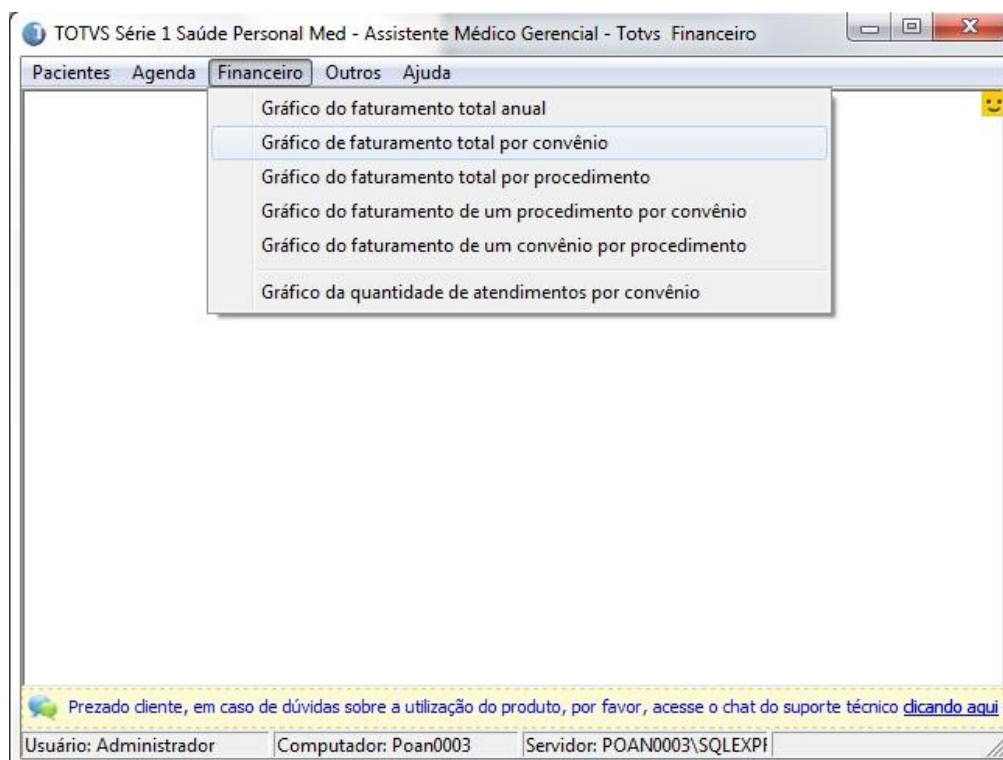 TOTVS Série 1 Saúde Personal Med - Assistente Médico Gerencial - Totvs  Financeiro
Pacientes Agenda Financeiro Outros Ajuda
Gráfico do faturamento total anual
Gráfico de faturamento total por convênio
Gráfico do faturamento total por procedimento
Gráfico do faturamento de um procedimento por convênio
Gráfico do faturamento de um convênio por procedimento
Gráfico da quantidade de atendimentos por convênio
Prezado cliente, em caso de dúvidas sobre a utilização do produto, por favor, acesse o chat do suporte técnico clicando aqui
Usuário: Administrador Computador: Poan0003 Servidor: POAN0003\SQLEXPR